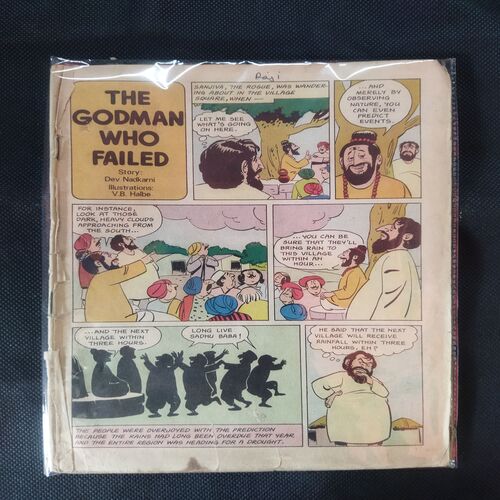 Raj 1
THE
GODMAN
WHO
FAILED
Story:
Dev Nadkarni
Illustrations:
V.B. Halbe
SANJIVA, THE ROGUE, WAS WANDER-
ING ABOUT IN THE VILLAGE
SQUARE, WHEN —
LET ME SEE
WHAT'S GOING
ON HERE.
...AND
MERELY BY
OBSERVING
NATURE, YOU
CAN EVEN
PREDICT
EVENTS.
FOR INSTANCE,
LOOK AT THOSE
DARK, HEAVY CLOUDS
APPROACHING FROM
THE SOUTH...
...YOU CAN BE
SURE THAT THEY'LL
BRING RAIN TO
THIS VILLAGE
WITHIN AN
HOUR...
...AND THE NEXT
VILLAGE WITHIN
THREE HOURS.
LONG LIVE
SADHU BABA!
THE PEOPLE WERE OVERJOYED WITH THE PREDICTION
BECAUSE THE RAINS HAD LONG BEEN OVERDUE THAT YEAR
AND THE ENTIRE REGION WAS HEADING FOR A DROUGHT.
HE SAID THAT THE NEXT
VILLAGE WILL RECEIVE
RAINFALL WITHIN THREE
HOURS, EH?